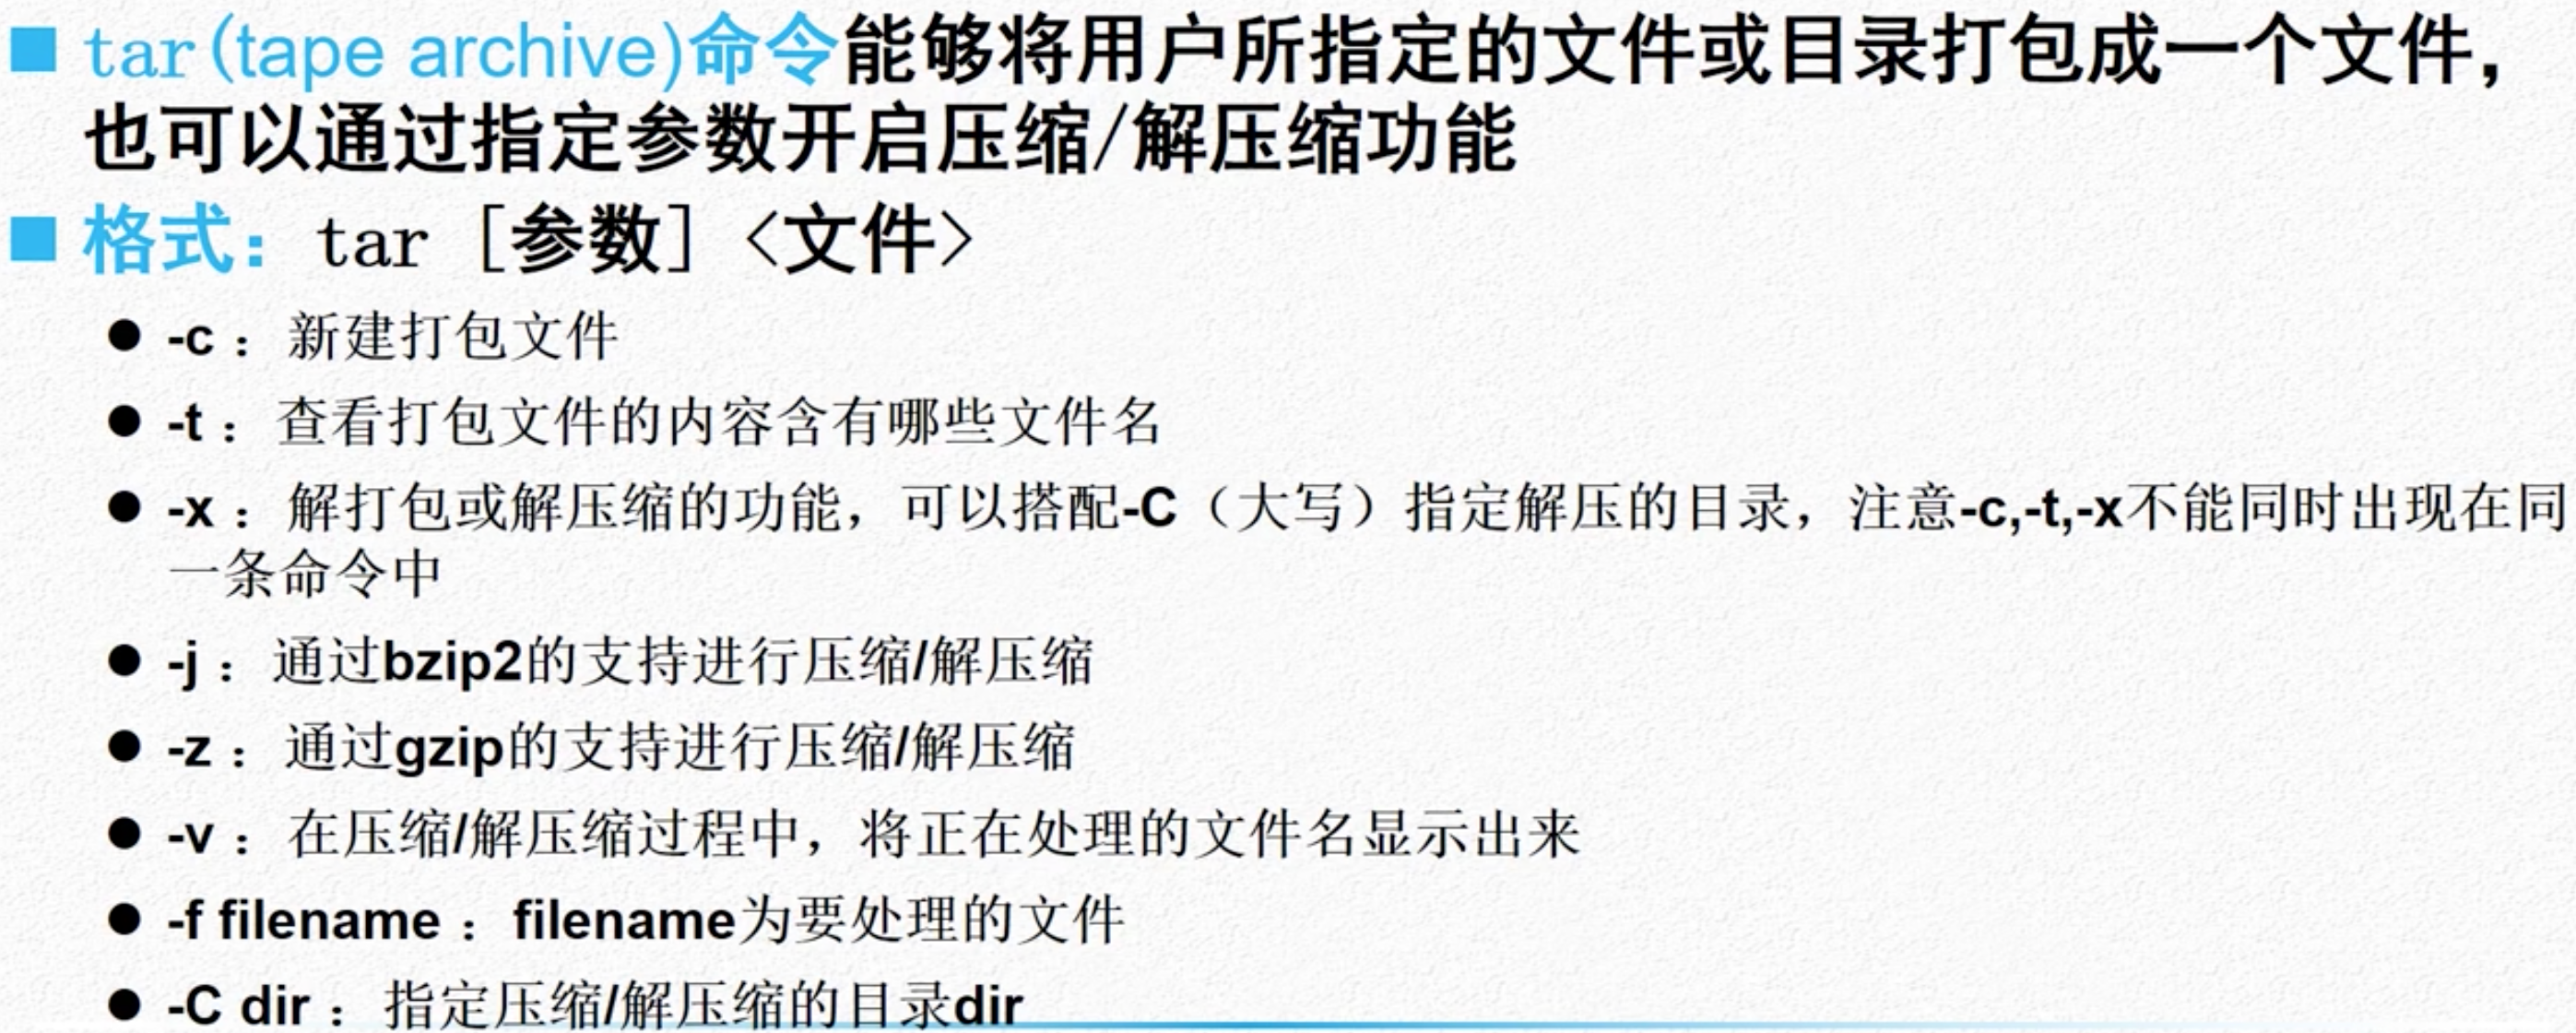 tar(tape archive)命令能够将用户所指定的文件或目录打包成一个文件，
也可以通过指定参数开启压缩/解压缩功能
格式：tar [参数] <文件>
-c ：新建打包文件
-t ：查看打包文件的内容含有哪些文件名
-x ：解打包或解压缩的功能，可以搭配-C（大写）指定解压的目录，注意-c,-t,-x不能同时出现在同
一条命令中
-j ：通过bzip2的支持进行压缩/解压缩
-z ：通过gzip的支持进行压缩/解压缩
-v ：在压缩/解压缩过程中，将正在处理的文件名显示出来
-f filename ：filename为要处理的文件
-C dir ：指定压缩/解压缩的目录dir